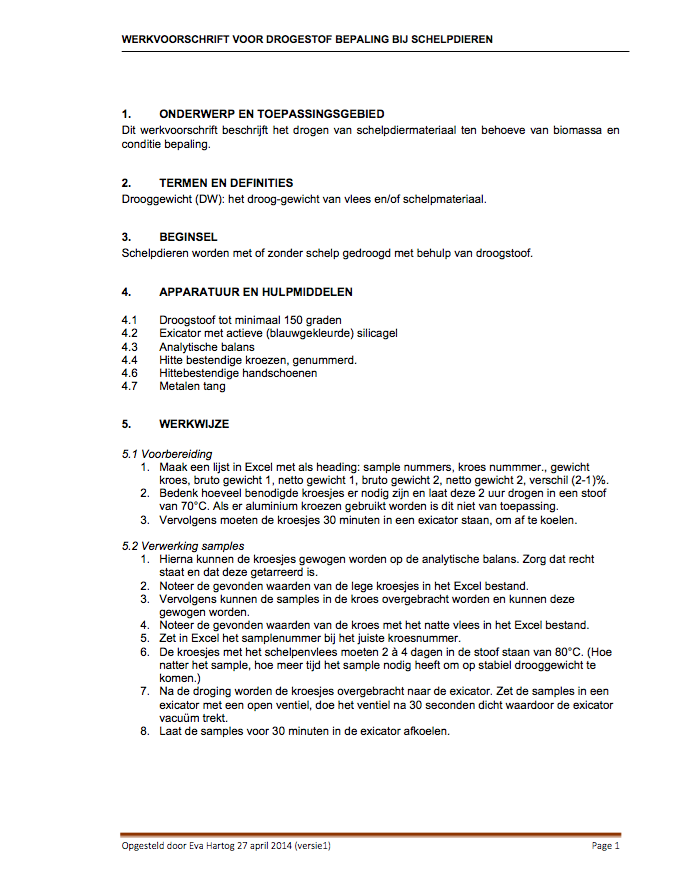 WERKVOORSCHRIFT VOOR DROGESTOF BEPALING BIJ SCHELPDIEREN
1. ONDERWERP EN TOEPASSINGSGEBIED
Dit werkvoorschrift beschrijft het drogen van schelpdiermateriaal ten behoeve van biomassa en
conditie bepaling.
2. TERMEN EN DEFINITIES
Drooggewicht (DW): het droog-gewicht van vlees en/of schelpmateriaal.
3. BEGINSEL
Schelpdieren worden met of zonder schelp gedroogd met behulp van droogstoof.
4. APPARATUUR EN HULPMIDDELEN
4.1 Droogstoof tot minimaal 150 graden
4.2 Exicator met actieve (blauwgekleurde) silicagel
4.3 Analytische balans
4.4 Hitte bestendige kroezen, genummerd.
4.6 Hittebestendige handschoenen
4.7 Metalen tang
5. WERKWIJZE
5.1 Voorbereiding
1. Maak een lijst in Excel met als heading: sample nummers, kroes nummmer., gewicht
kroes, bruto gewicht 1, netto gewicht 1, bruto gewicht 2, netto gewicht 2, verschil (2-1)%.
2. Bedenk hoeveel benodigde kroesjes er nodig zijn en laat deze 2 uur drogen in een stoof
van 70°C. Als er aluminium kroezen gebruikt worden is dit niet van toepassing.
3. Vervolgens moeten de kroesjes 30 minuten in een exicator staan, om af te koelen.
5.2 Verwerking samples
1. Hierna kunnen de kroesjes gewogen worden op de analytische balans. Zorg dat recht
staat en dat deze getarreerd is.
2. Noteer de gevonden waarden van de lege kroesjes in het Excel bestand.
3. Vervolgens kunnen de samples in de kroes overgebracht worden en kunnen deze
gewogen worden.
4. Noteer de gevonden waarden van de kroes met het natte vlees in het Excel bestand.
5. Zet in Excel het samplenummer bij het juiste kroesnummer.
6. De kroesjes met het schelpenvlees moeten 2 à 4 dagen in de stoof staan van 80°C. (Hoe
natter het sample, hoe meer tijd het sample nodig heeft om op stabiel drooggewicht te
komen.)
7. Na de droging worden de kroesjes overgebracht naar de exicator. Zet de samples in een
exicator met een open ventiel, doe het ventiel na 30 seconden dicht waardoor de exicator
vacuüm trekt.
8. Laat de samples voor 30 minuten in de exicator afkoelen.
Opgesteld door Eva Hartog 27 april 2014 (versie1) Page 1